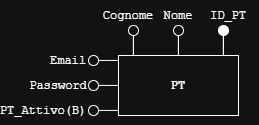 Cognome Nome ID_PT
Email
Password PT
PT_Attivo(B)